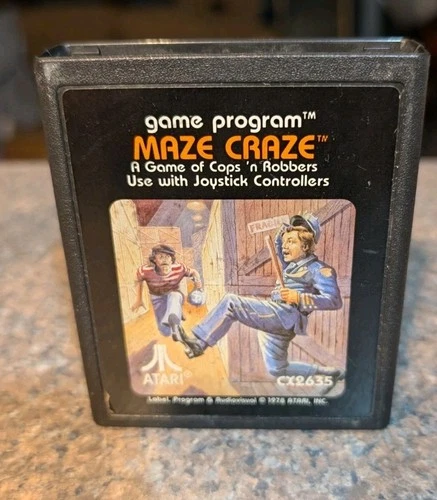 game program™
MAZE CRAZE™
A Game of Cops 'n Robbers
Use with Joystick Controllers
FRAGILE
ATARI®
CX2635
Label, Program & Audiovisual © 1978 ATARI, INC.